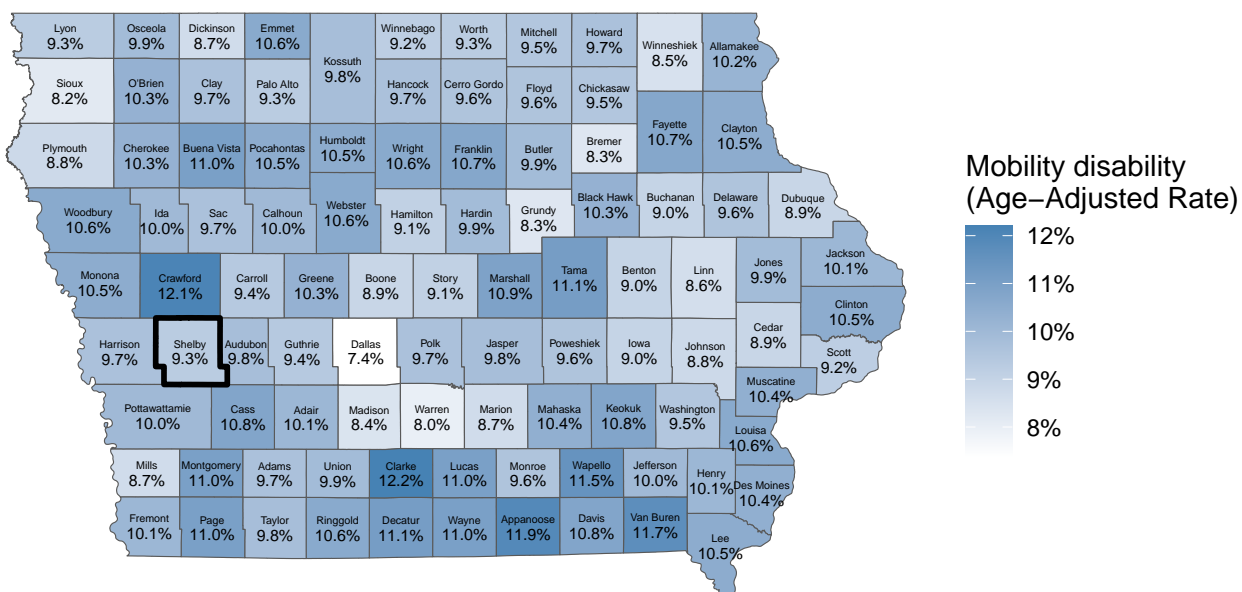 Lyon
9.3%
Osceola
9.9%
Dickinson
8.7%
Emmet
10.6%
Kossuth
9.8%
Winnebago
9.2%
Worth
9.3%
Mitchell
9.5%
Howard
9.7%
Winneshiek
8.5%
Allamakee
10.2%
Sioux
8.2%
O'Brien
10.3%
Clay
9.7%
Palo Alto
9.3%
Hancock
9.7%
Cerro Gordo
9.6%
Floyd
9.6%
Chickasaw
9.5%
Fayette
10.7%
Clayton
10.5%
Plymouth
8.8%
Cherokee
10.3%
Buena Vista
11.0%
Pocahontas
10.5%
Humboldt
10.5%
Wright
10.6%
Franklin
10.7%
Butler
9.9%
Bremer
8.3%
Woodbury
10.6%
Ida
10.0%
Sac
9.7%
Calhoun
10.0%
Webster
10.6%
Hamilton
9.1%
Hardin
9.9%
Grundy
8.3%
Black Hawk
10.3%
Buchanan
9.0%
Delaware
9.6%
Dubuque
8.9%
Monona
10.5%
Crawford
12.1%
Carroll
9.4%
Greene
10.3%
Boone
8.9%
Story
9.1%
Marshall
10.9%
Tama
11.1%
Benton
9.0%
Linn
8.6%
Jones
9.9%
Jackson
10.1%
Clinton
10.5%
Harrison
9.7%
Shelby
9.3%
Audubon
9.8%
Guthrie
9.4%
Dallas
7.4%
Polk
9.7%
Jasper
9.8%
Poweshiek
9.6%
Iowa
9.0%
Johnson
8.8%
Cedar
8.9%
Scott
9.2%
Muscatine
10.4%
Pottawattamie
10.0%
Cass
10.8%
Adair
10.1%
Madison
8.4%
Warren
8.0%
Marion
8.7%
Mahaska
10.4%
Keokuk
10.8%
Washington
9.5%
Louisa
10.6%
Mills
8.7%
Montgomery
11.0%
Adams
9.7%
Union
9.9%
Clarke
12.2%
Lucas
11.0%
Monroe
9.6%
Wapello
11.5%
Jefferson
10.0%
Henry
10.1%
Des Moines
10.4%
Fremont
10.1%
Page
11.0%
Taylor
9.8%
Ringgold
10.6%
Decatur
11.1%
Wayne
11.0%
Appanoose
11.9%
Davis
10.8%
Van Buren
11.7%
Lee
10.5%
Mobility disability
(Age−Adjusted Rate)
12%
11%
10%
9%
8%